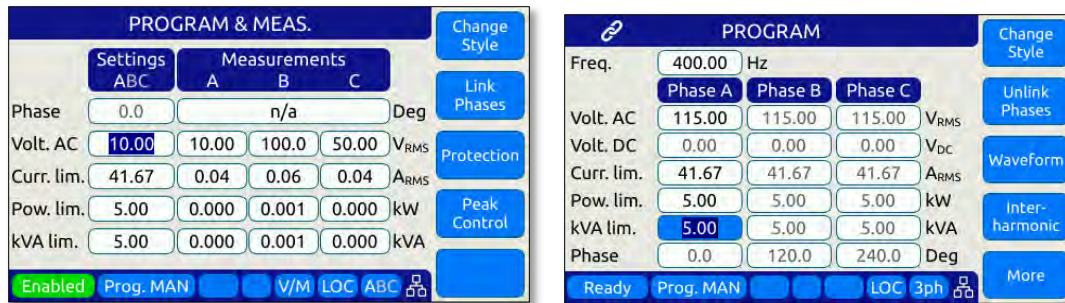 PROGRAM & MEAS.
Change Style
Settings Measurements
ABC A B C
Link Phases
Phase 0.0 n/a Deg
Volt. AC 10.00 10.00 100.0 50.00 VRMS
Protection
Curr. lim. 41.67 0.04 0.06 0.04 ARMS
Pow. lim. 5.00 0.000 0.001 0.000 kW
Peak Control
kVA lim. 5.00 0.000 0.001 0.000 kVA
Enabled Prog. MAN V/M LOC ABC
PROGRAM
Change Style
Freq. 400.00 Hz
Phase A Phase B Phase C
Unlink Phases
Volt. AC 115.00 115.00 115.00 VRMS
Volt. DC 0.00 0.00 0.00 VDC
Waveform
Curr. lim. 41.67 41.67 41.67 ARMS
Pow. lim. 5.00 5.00 5.00 kW
Inter-harmonic
kVA lim. 5.00 5.00 5.00 kVA
Phase 0.0 120.0 240.0 Deg
More
Ready Prog. MAN LOC 3ph